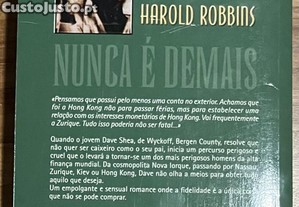 CustoJusto.pt
HAROLD ROBBINS
NUNCA É DEMAIS
«Pensamos que possui pelo menos uma conta no exterior. Achamos que
foi a Hong Kong não para passar férias, mas para estabelecer uma
relação com os interesses monetários de Hong Kong. Vai frequentemente
a Zurique. Tudo isso poderia não ser fatal...»
Quando o jovem Dave Shea, de Wyckoff, Bergen County, resolve que
não quer ser caixeiro como o seu pai, inicia um percurso perigoso e
cruel que o levará a tornar-se um dos mais perigosos homens da alta
finança mundial. Da cosmopolita Nova Iorque, passando por Nassau,
Zurique, Kiev ou Hong Kong, Dave não olha a meios para obter tudo
aquilo que deseja.
Um empolgante e sensual romance onde a fidelidade é a única
que não se pode comprar.